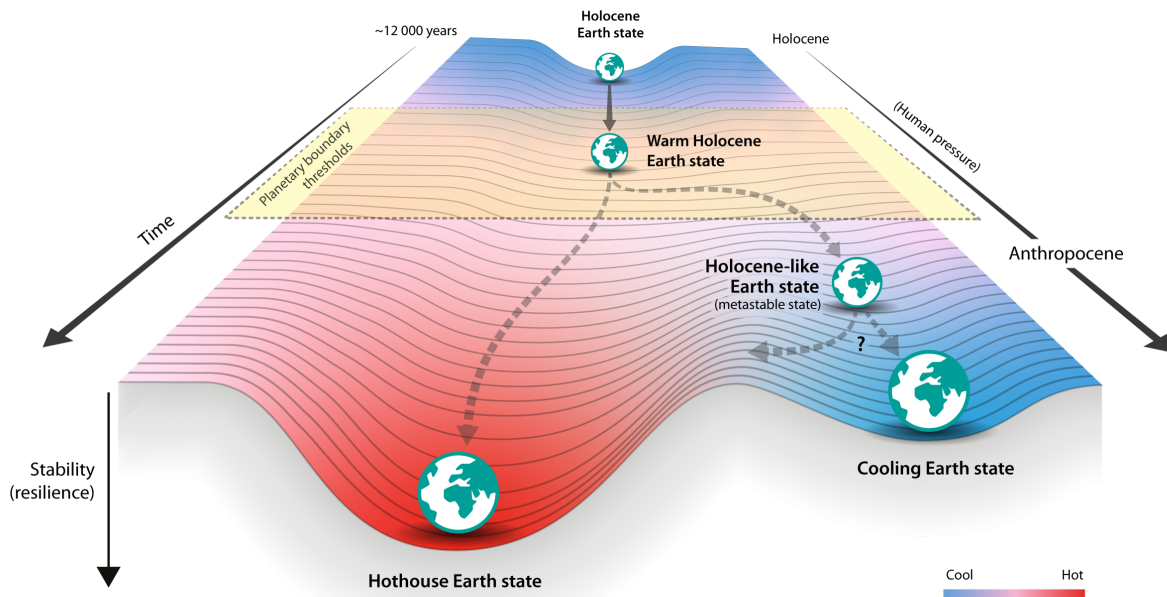 Holocene
Earth state
~12 000 years
Holocene
Planetary boundary
thresholds
Warm Holocene
Earth state
(Human pressure)
Time
Anthropocene
Holocene-like
Earth state
(metastable state)
?
Stability
(resilience)
Cooling Earth state
Hothouse Earth state
Cool
Hot